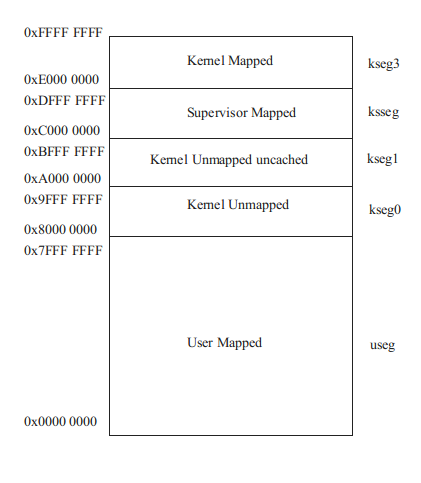 0xFFFF FFFF
Kernel Mapped
kseg3
0xE000 0000
0xDFFF FFFF
Supervisor Mapped
ksseg
0xC000 0000
0xBFFF FFFF
Kernel Unmapped uncached
kseg1
0xA000 0000
0x9FFF FFFF
Kernel Unmapped
kseg0
0x8000 0000
0x7FFF FFFF
User Mapped
useg
0x0000 0000